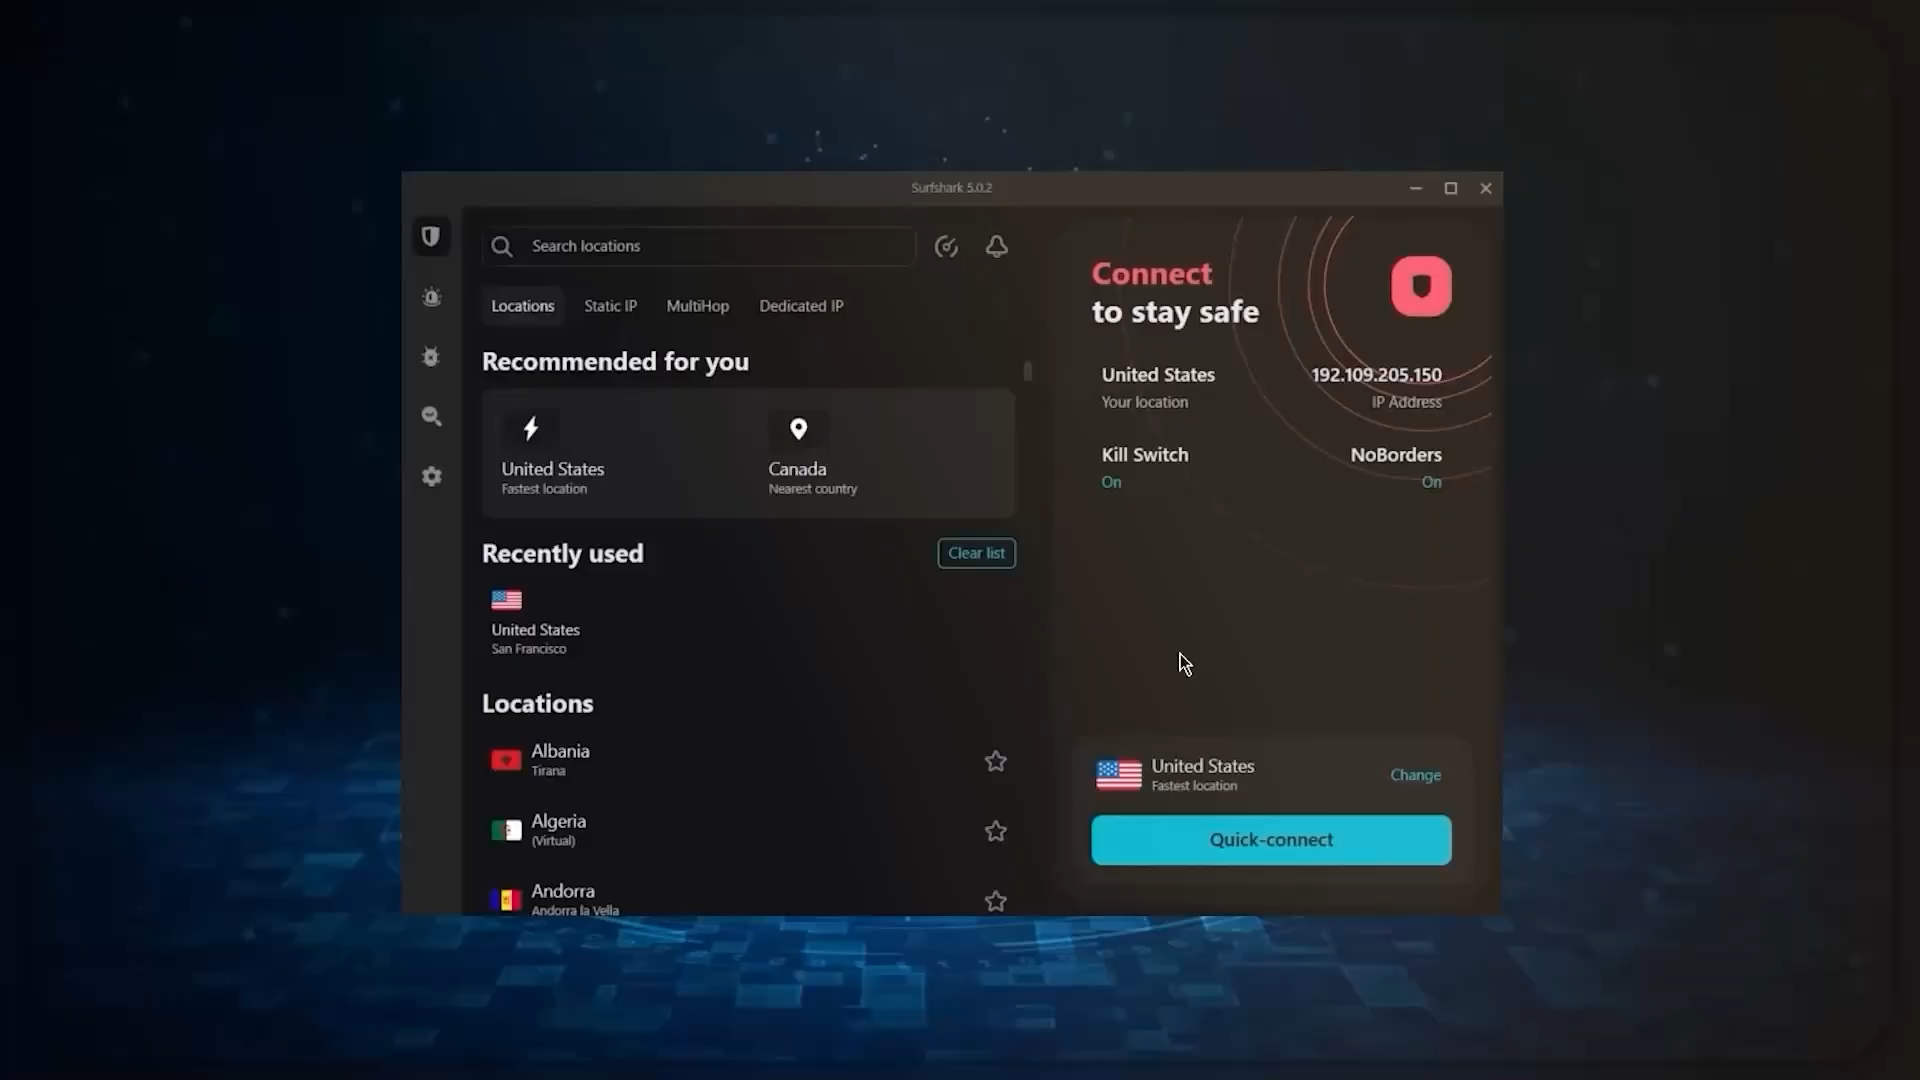 Surfshark 5.0.2
Search locations
Locations
Static IP
MultiHop
Dedicated IP
Recommended for you
United States
Fastest location
Canada
Nearest country
Recently used
Clear list
United States
San Francisco
Locations
Albania
Tirana
Algeria
(Virtual)
Andorra
Andorra la Vella
Connect
to stay safe
United States
Your location
192.109.205.150
IP Address
Kill Switch
On
NoBorders
On
United States
Fastest location
Change
Quick-connect